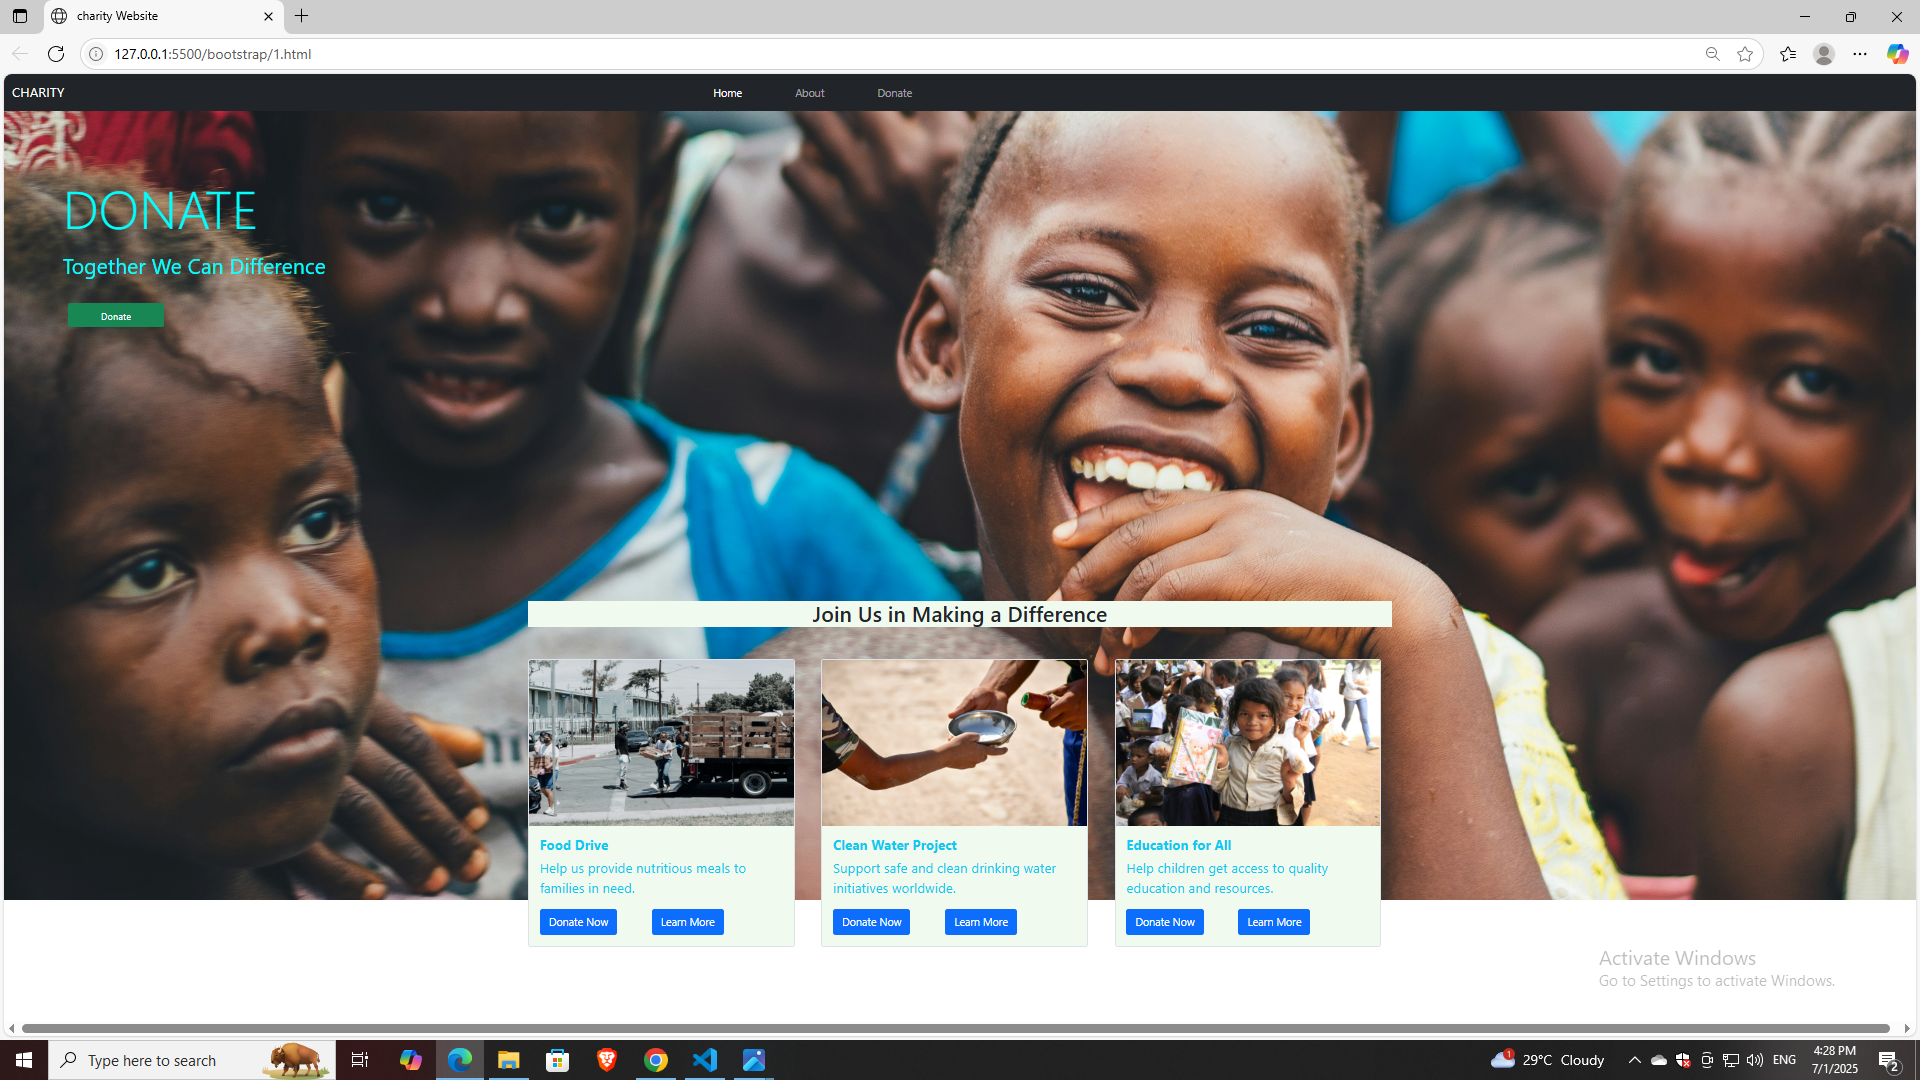 charity Website
127.0.0.1:5500/bootstrap/1.html
CHARITY
Home About Donate
DONATE
Together We Can Difference
Donate
Join Us in Making a Difference
Food Drive
Help us provide nutritious meals to
families in need.
Donate Now Learn More
Clean Water Project
Support safe and clean drinking water
initiatives worldwide.
Donate Now Learn More
Education for All
Help children get access to quality
education and resources.
Donate Now Learn More
Activate Windows
Go to Settings to activate Windows.
Type here to search
1
29°C Cloudy
ENG
4:28 PM
7/1/2025
2